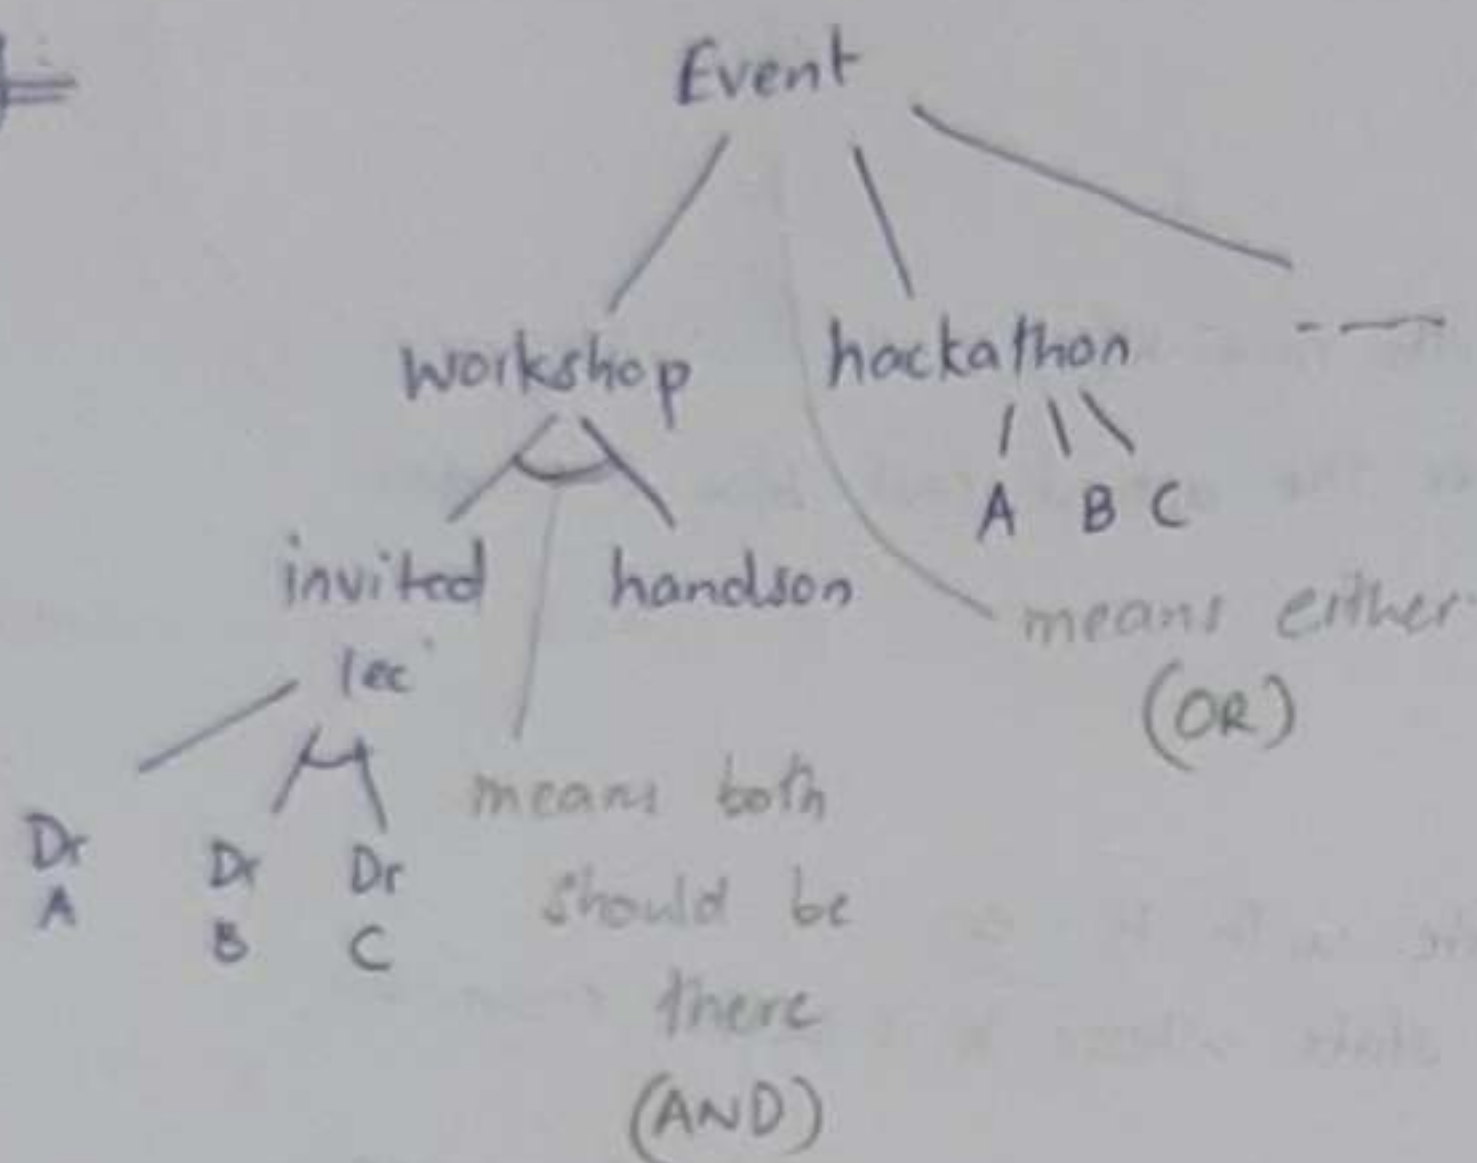 Event
workshop
hackathon
A B C
invited handson
lec
means either
(OR)
Dr Dr Dr
A B C
means both
should be
there
(AND)